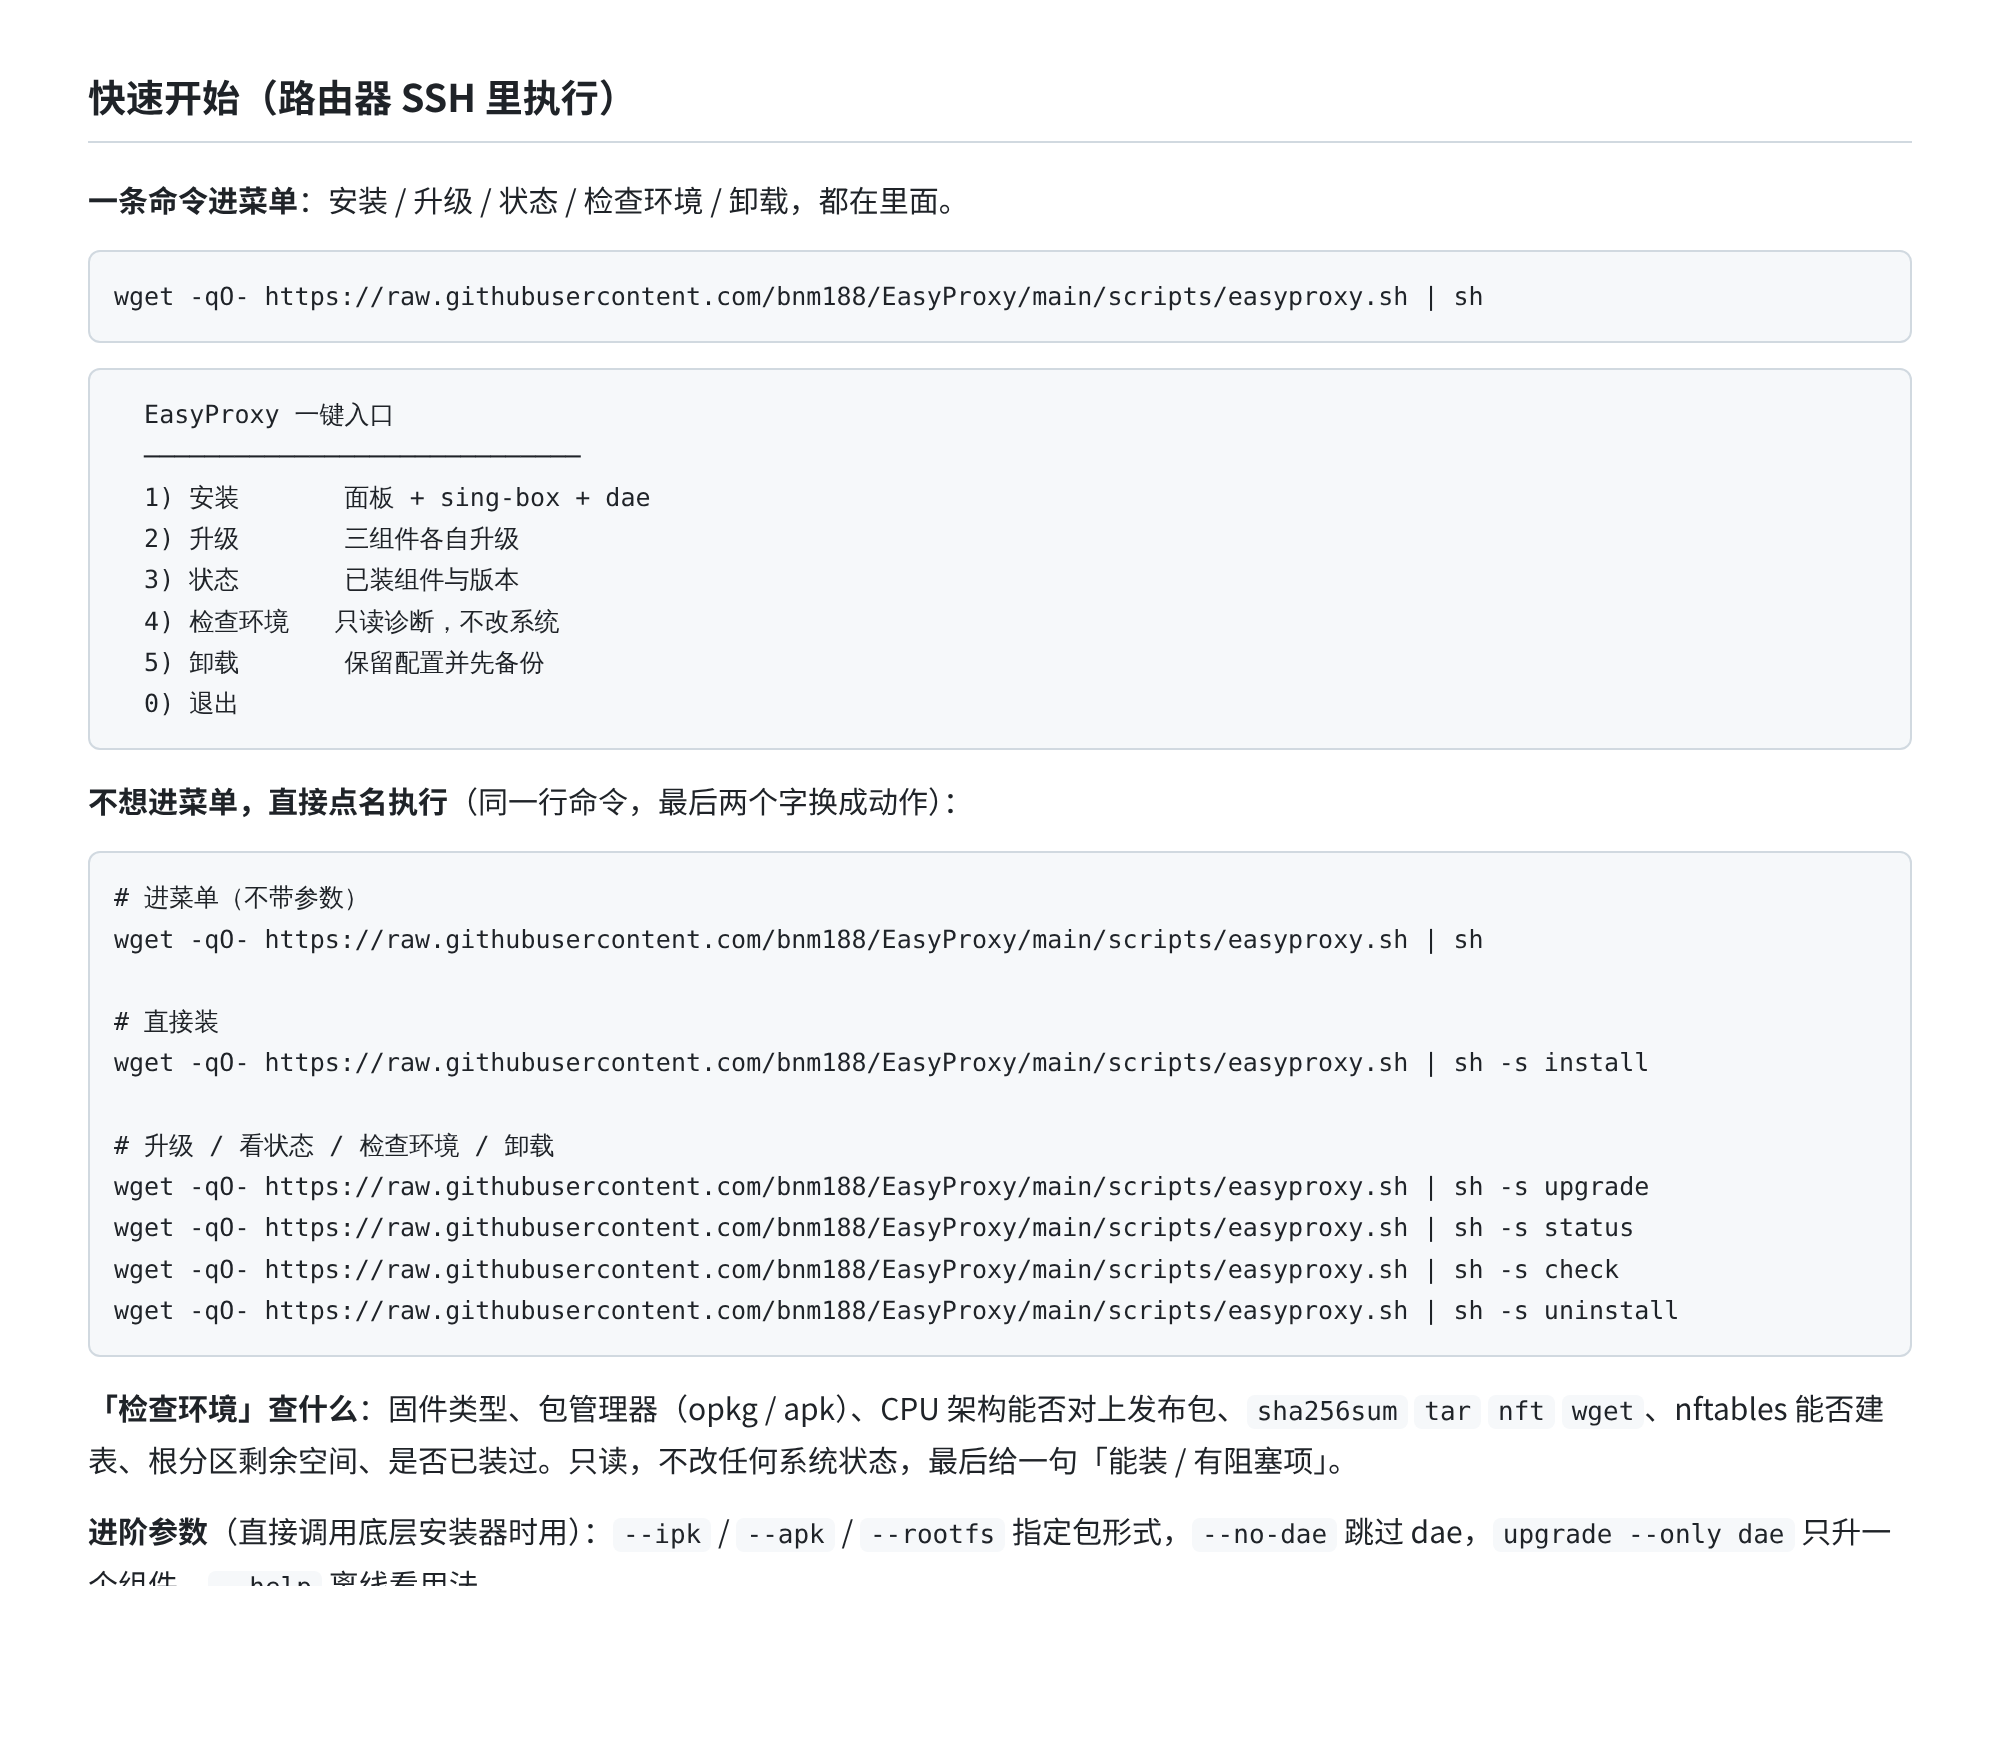 快速开始（路由器 SSH 里执行）
一条命令进菜单：安装 / 升级 / 状态 / 检查环境 / 卸载，都在里面。
wget -qO- https://raw.githubusercontent.com/bnm188/EasyProxy/main/scripts/easyproxy.sh | sh
EasyProxy 一键入口
─────────────────────────────
1) 安装       面板 + sing-box + dae
2) 升级       三组件各自升级
3) 状态       已装组件与版本
4) 检查环境   只读诊断，不改系统
5) 卸载       保留配置并先备份
0) 退出
不想进菜单，直接点名执行（同一行命令，最后两个字换成动作）：
# 进菜单（不带参数）
wget -qO- https://raw.githubusercontent.com/bnm188/EasyProxy/main/scripts/easyproxy.sh | sh
# 直接装
wget -qO- https://raw.githubusercontent.com/bnm188/EasyProxy/main/scripts/easyproxy.sh | sh -s install
# 升级 / 看状态 / 检查环境 / 卸载
wget -qO- https://raw.githubusercontent.com/bnm188/EasyProxy/main/scripts/easyproxy.sh | sh -s upgrade
wget -qO- https://raw.githubusercontent.com/bnm188/EasyProxy/main/scripts/easyproxy.sh | sh -s status
wget -qO- https://raw.githubusercontent.com/bnm188/EasyProxy/main/scripts/easyproxy.sh | sh -s check
wget -qO- https://raw.githubusercontent.com/bnm188/EasyProxy/main/scripts/easyproxy.sh | sh -s uninstall
「检查环境」查什么：固件类型、包管理器（opkg / apk）、CPU 架构能否对上发布包、sha256sum tar nft wget、nftables 能否建
表、根分区剩余空间、是否已装过。只读，不改任何系统状态，最后给一句「能装 / 有阻塞项」。
进阶参数（直接调用底层安装器时用）：--ipk / --apk / --rootfs 指定包形式，--no-dae 跳过 dae，upgrade --only dae 只升一
个组件 --help 离线看用法